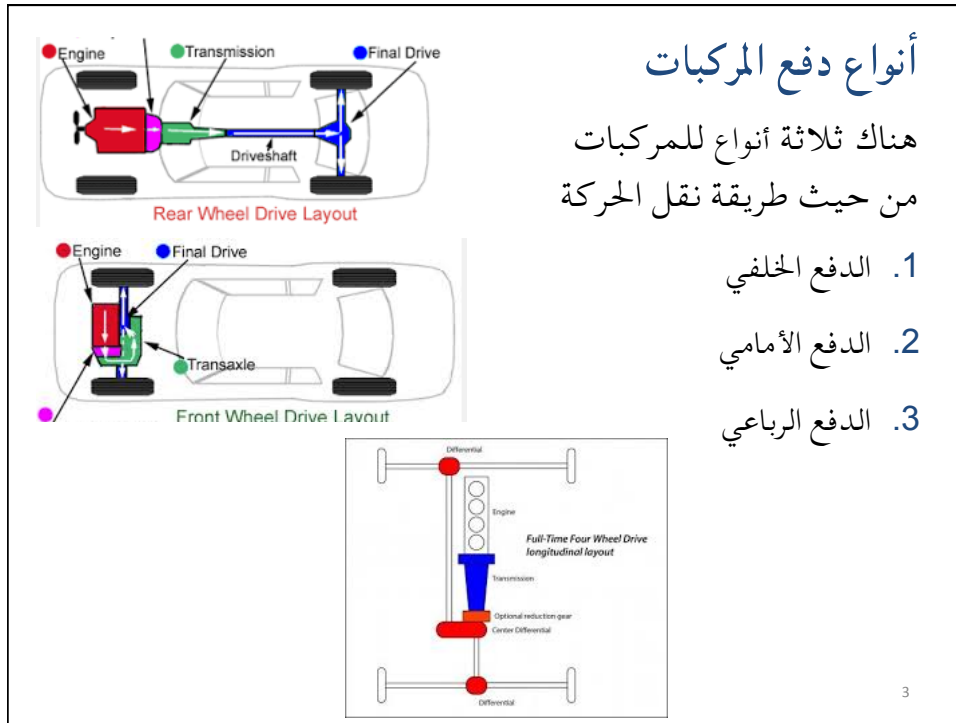 أنواع دفع المركبات
هناك ثلاثة أنواع للمركبات
من حيث طريقة نقل الحركة
1. الدفع الخلفي
2. الدفع الأمامي
3. الدفع الرباعي
Engine
Transmission
Final Drive
Driveshaft
Rear Wheel Drive Layout
Engine
Final Drive
Transaxle
Front Wheel Drive Layout
Differential
Engine
Full-Time Four Wheel Drive
longitudinal layout
Transmission
Optional reduction gear
Center Differential
Differential
3